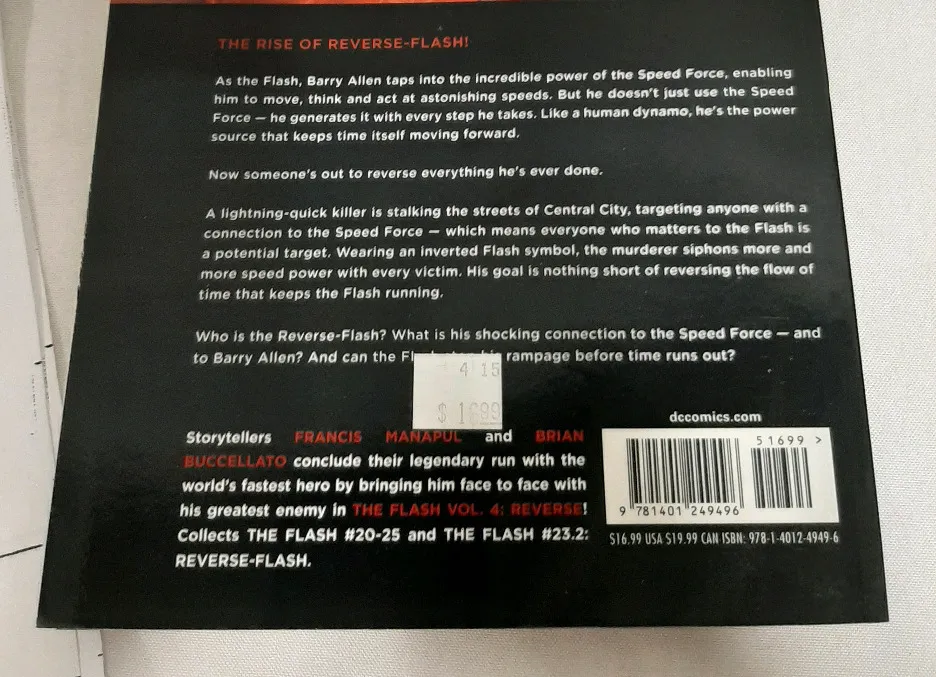 THE RISE OF REVERSE-FLASH!
As the Flash, Barry Allen taps into the incredible power of the Speed Force, enabling
him to move, think and act at astonishing speeds. But he doesn't just use the Speed
Force — he generates it with every step he takes. Like a human dynamo, he's the power
source that keeps time itself moving forward.
Now someone's out to reverse everything he's ever done.
A lightning-quick killer is stalking the streets of Central City, targeting anyone with a
connection to the Speed Force — which means everyone who matters to the Flash is
a potential target. Wearing an inverted Flash symbol, the murderer siphons more and
more speed power with every victim. His goal is nothing short of reversing the flow of
time that keeps the Flash running.
Who is the Reverse-Flash? What is his shocking connection to the Speed Force — and
to Barry Allen? And can the rampage before time runs out?
4 15
$ 16.99
Storytellers FRANCIS MANAPUL and BRIAN
BUCCELLATO conclude their legendary run with the
world's fastest hero by bringing him face to face with
his greatest enemy in THE FLASH VOL. 4: REVERSE!
Collects THE FLASH #20-25 and THE FLASH #23.2:
REVERSE-FLASH.
dccomics.com
51699 >
9 781401 249496
$16.99 USA $19.99 CAN ISBN: 978-1-4012-4949-6